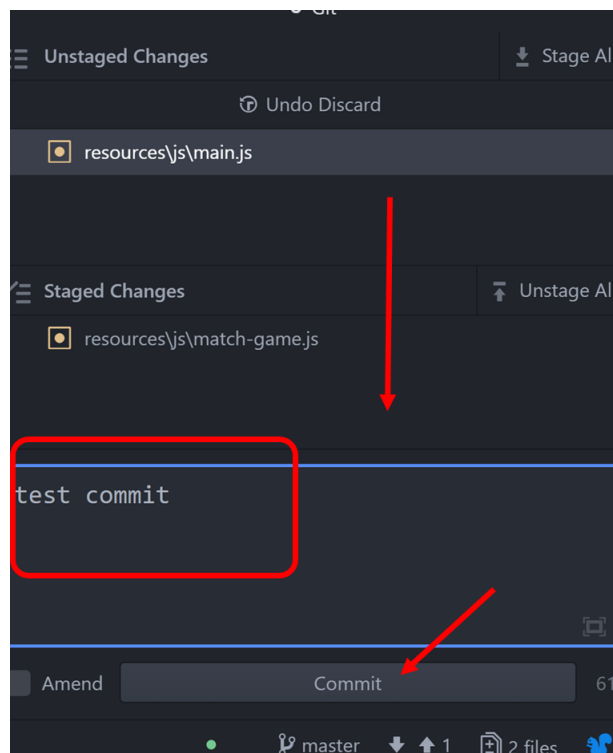 Git
Unstaged Changes Stage Al
Undo Discard
resources\js\main.js
Staged Changes Unstage Al
resources\js\match-game.js
test commit
Amend Commit 61
master 1 2 files